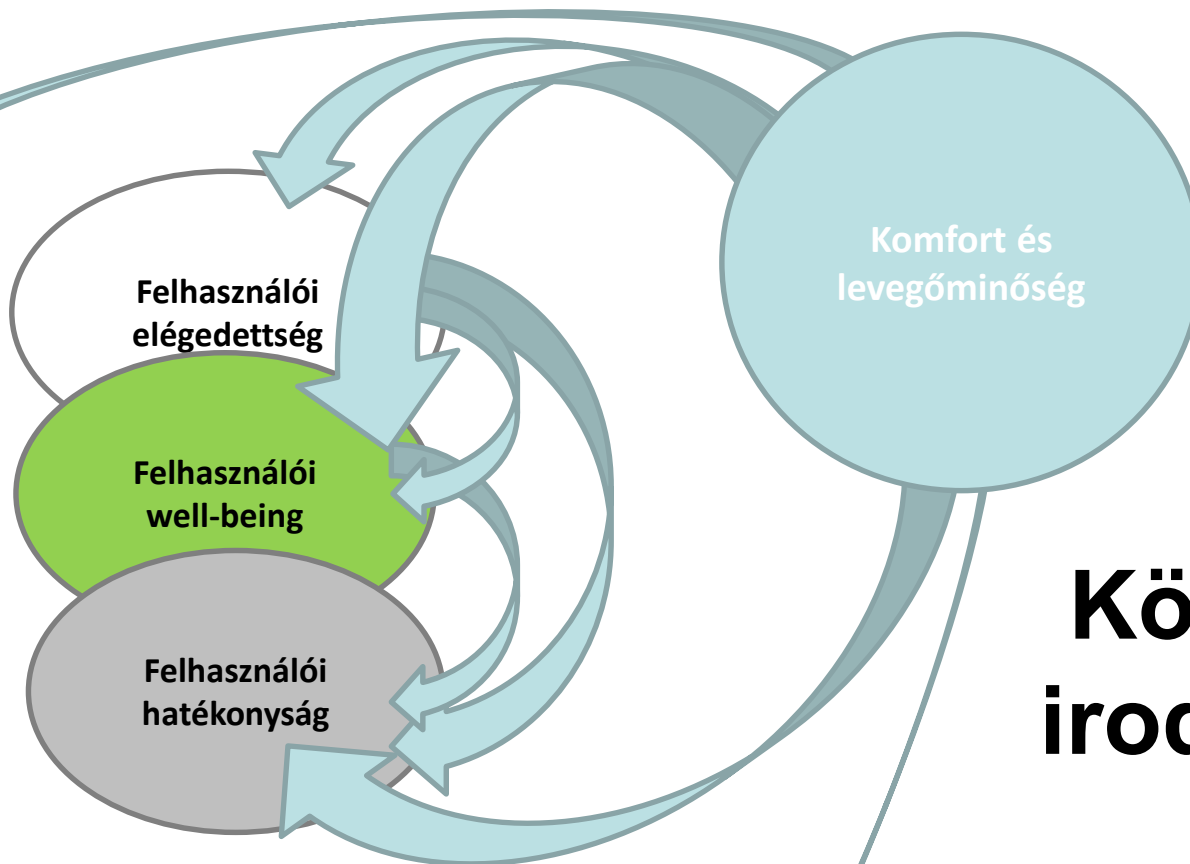 Felhasználói
elégedettség
Felhasználói
well-being
Felhasználói
hatékonyság
Komfort és
levegőminőség